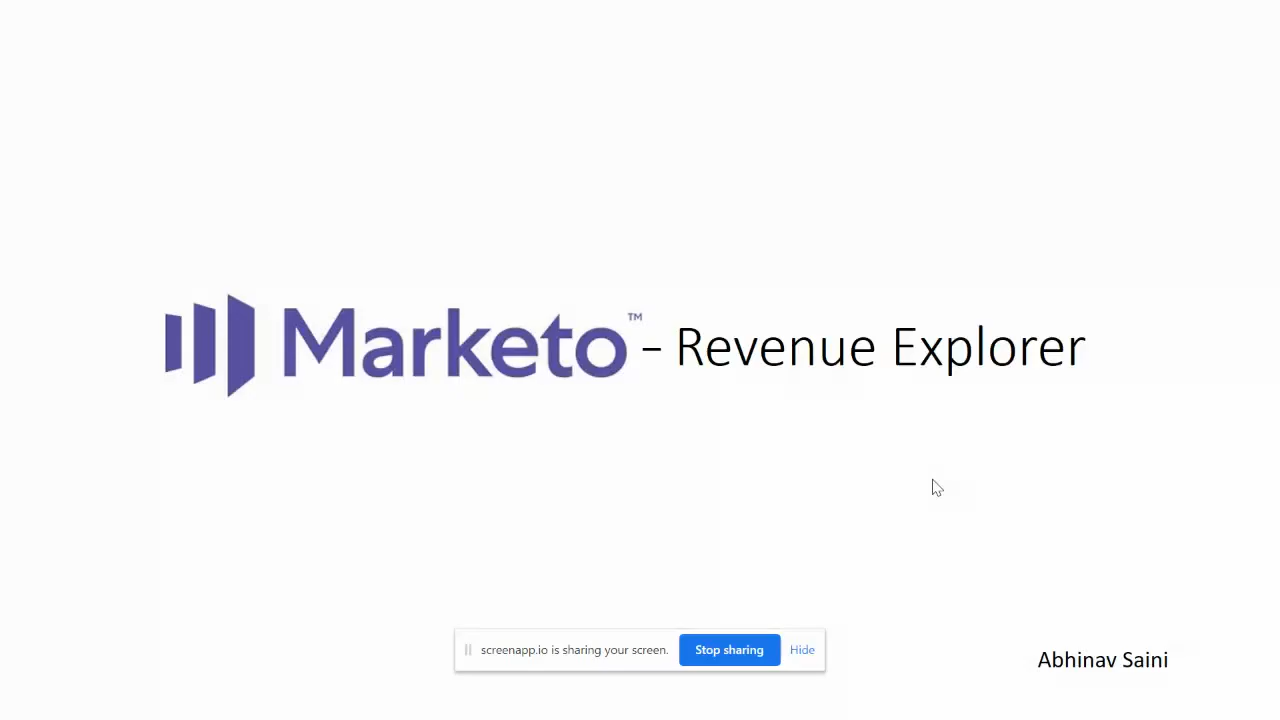 Marketo™ - Revenue Explorer
screenapp.io is sharing your screen. Stop sharing Hide
Abhinav Saini